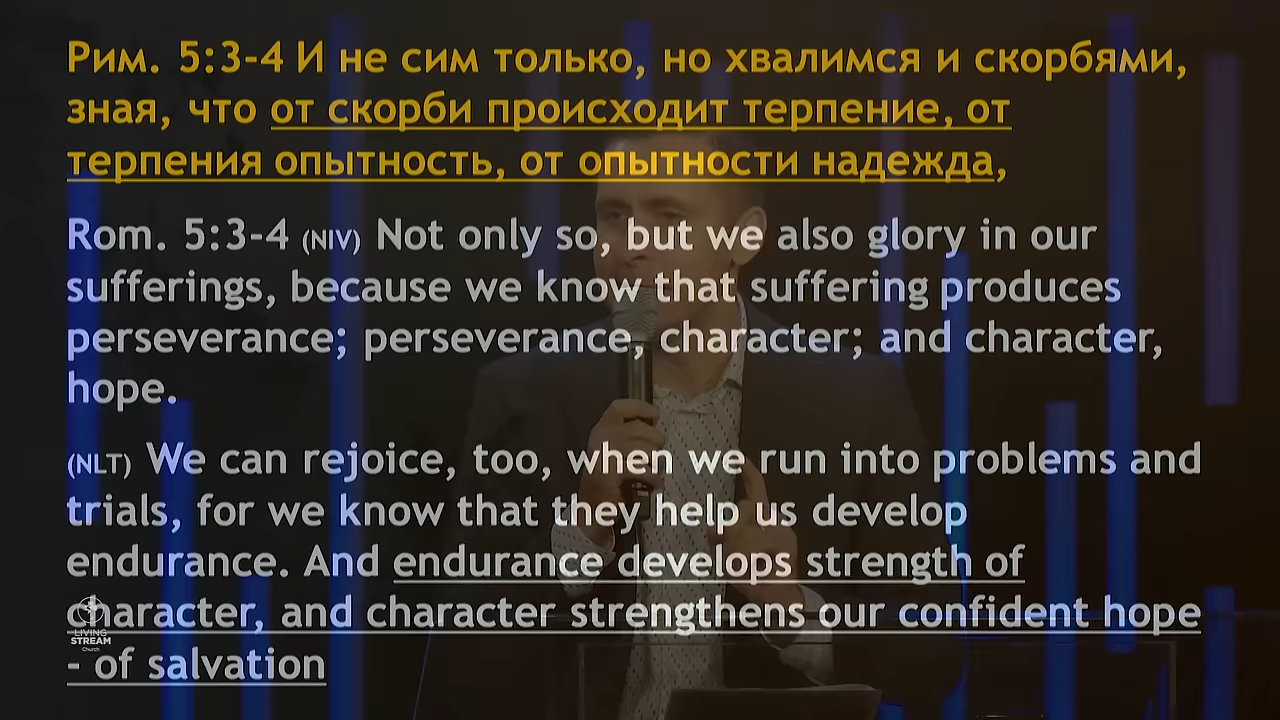 Рим. 5:3-4 И не сим только, но хвалимся и скорбями,
зная, что от скорби происходит терпение, от
терпения опытность, от опытности надежда,
Rom. 5:3-4 (NIV) Not only so, but we also glory in our
sufferings, because we know that suffering produces
perseverance; perseverance, character; and character,
hope.
(NLT) We can rejoice, too, when we run into problems and
trials, for we know that they help us develop
endurance. And endurance develops strength of
character, and character strengthens our confident hope
- of salvation
LIVING
STREAM
Church